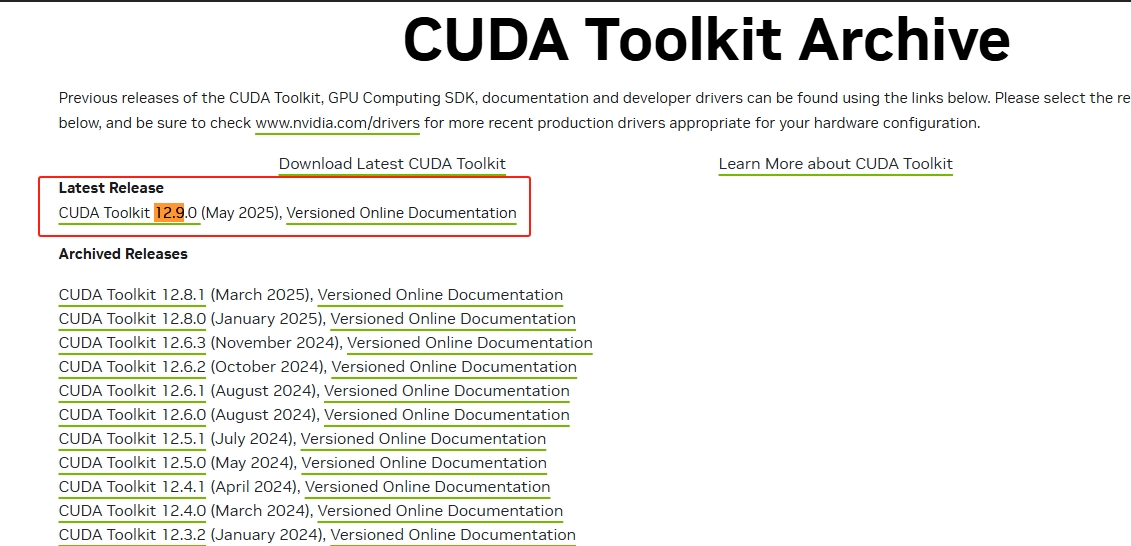 CUDA Toolkit Archive
Previous releases of the CUDA Toolkit, GPU Computing SDK, documentation and developer drivers can be found using the links below. Please select the re
below, and be sure to check www.nvidia.com/drivers for more recent production drivers appropriate for your hardware configuration.
Download Latest CUDA Toolkit Learn More about CUDA Toolkit
Latest Release
CUDA Toolkit 12.9.0 (May 2025), Versioned Online Documentation
Archived Releases
CUDA Toolkit 12.8.1 (March 2025), Versioned Online Documentation
CUDA Toolkit 12.8.0 (January 2025), Versioned Online Documentation
CUDA Toolkit 12.6.3 (November 2024), Versioned Online Documentation
CUDA Toolkit 12.6.2 (October 2024), Versioned Online Documentation
CUDA Toolkit 12.6.1 (August 2024), Versioned Online Documentation
CUDA Toolkit 12.6.0 (August 2024), Versioned Online Documentation
CUDA Toolkit 12.5.1 (July 2024), Versioned Online Documentation
CUDA Toolkit 12.5.0 (May 2024), Versioned Online Documentation
CUDA Toolkit 12.4.1 (April 2024), Versioned Online Documentation
CUDA Toolkit 12.4.0 (March 2024), Versioned Online Documentation
CUDA Toolkit 12.3.2 (January 2024), Versioned Online Documentation